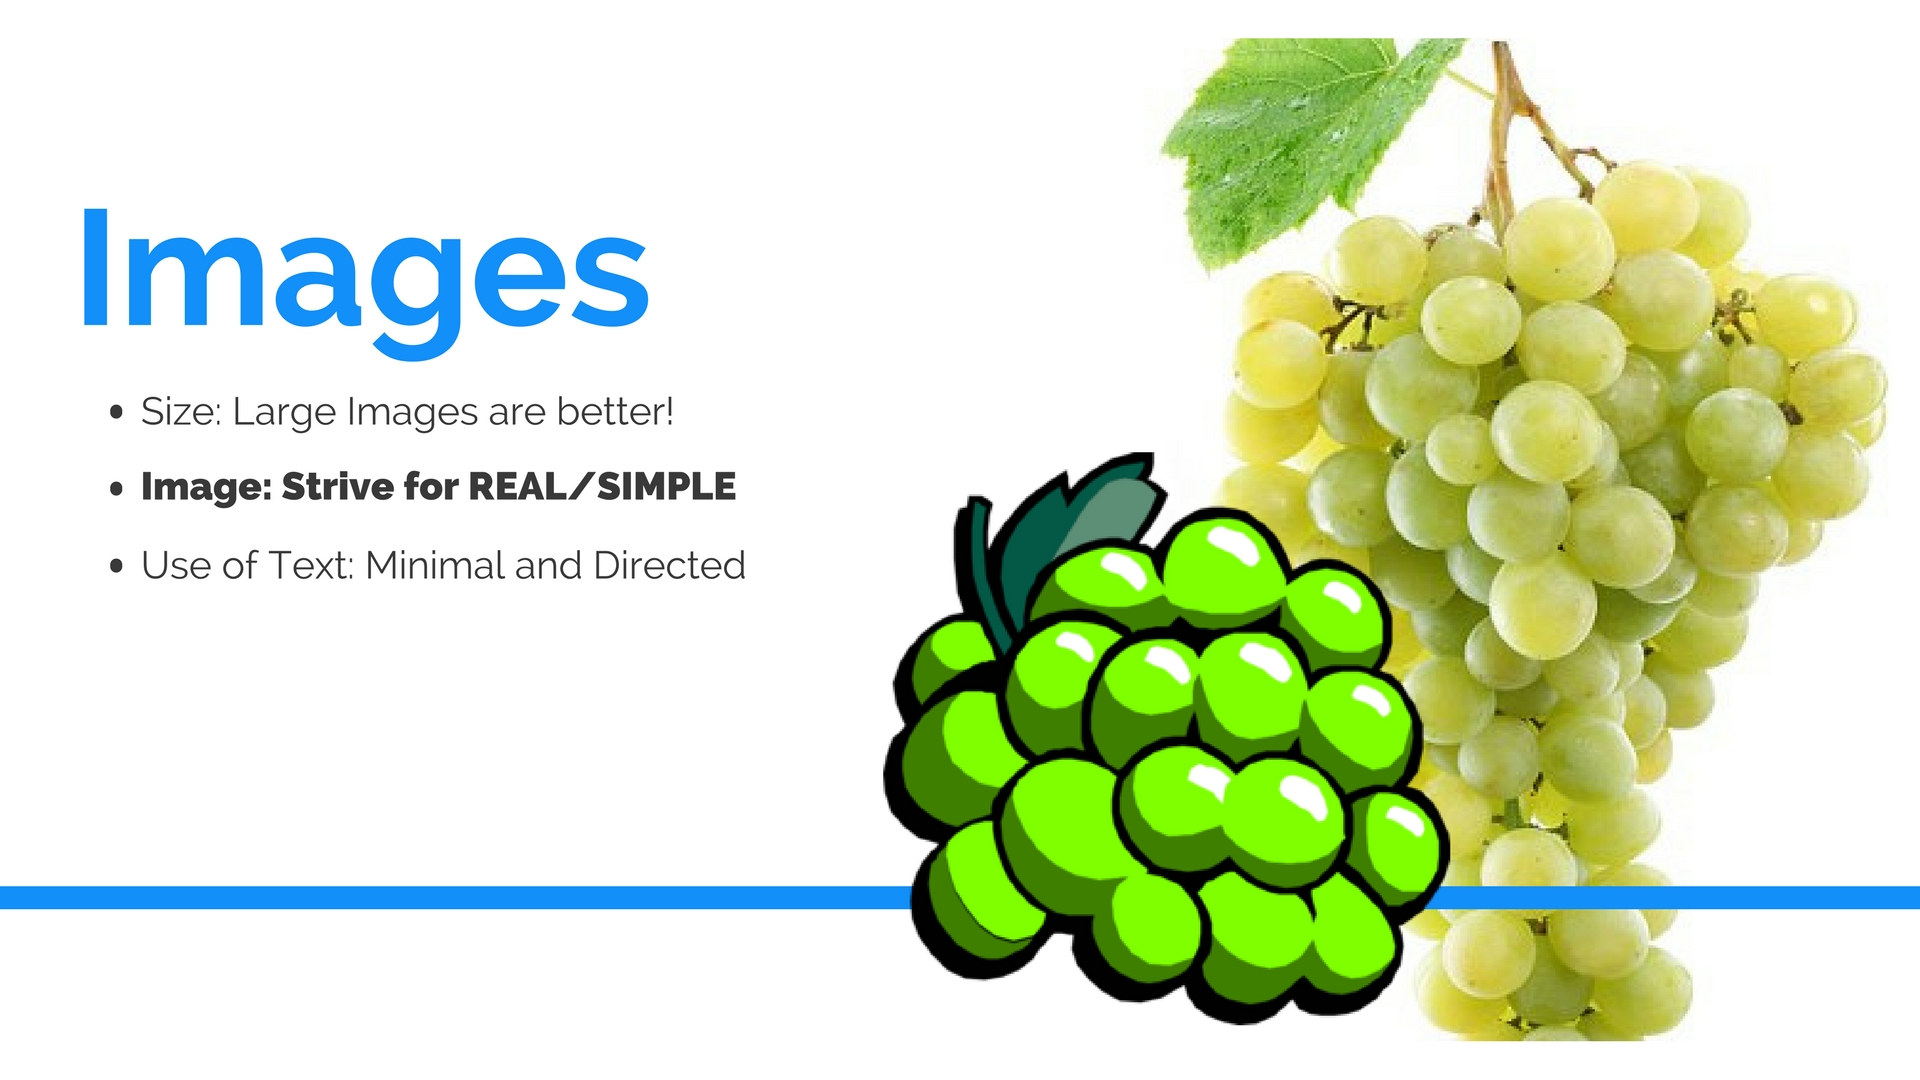 Images
• Size: Large Images are better!
• Image: Strive for REAL/SIMPLE
• Use of Text: Minimal and Directed